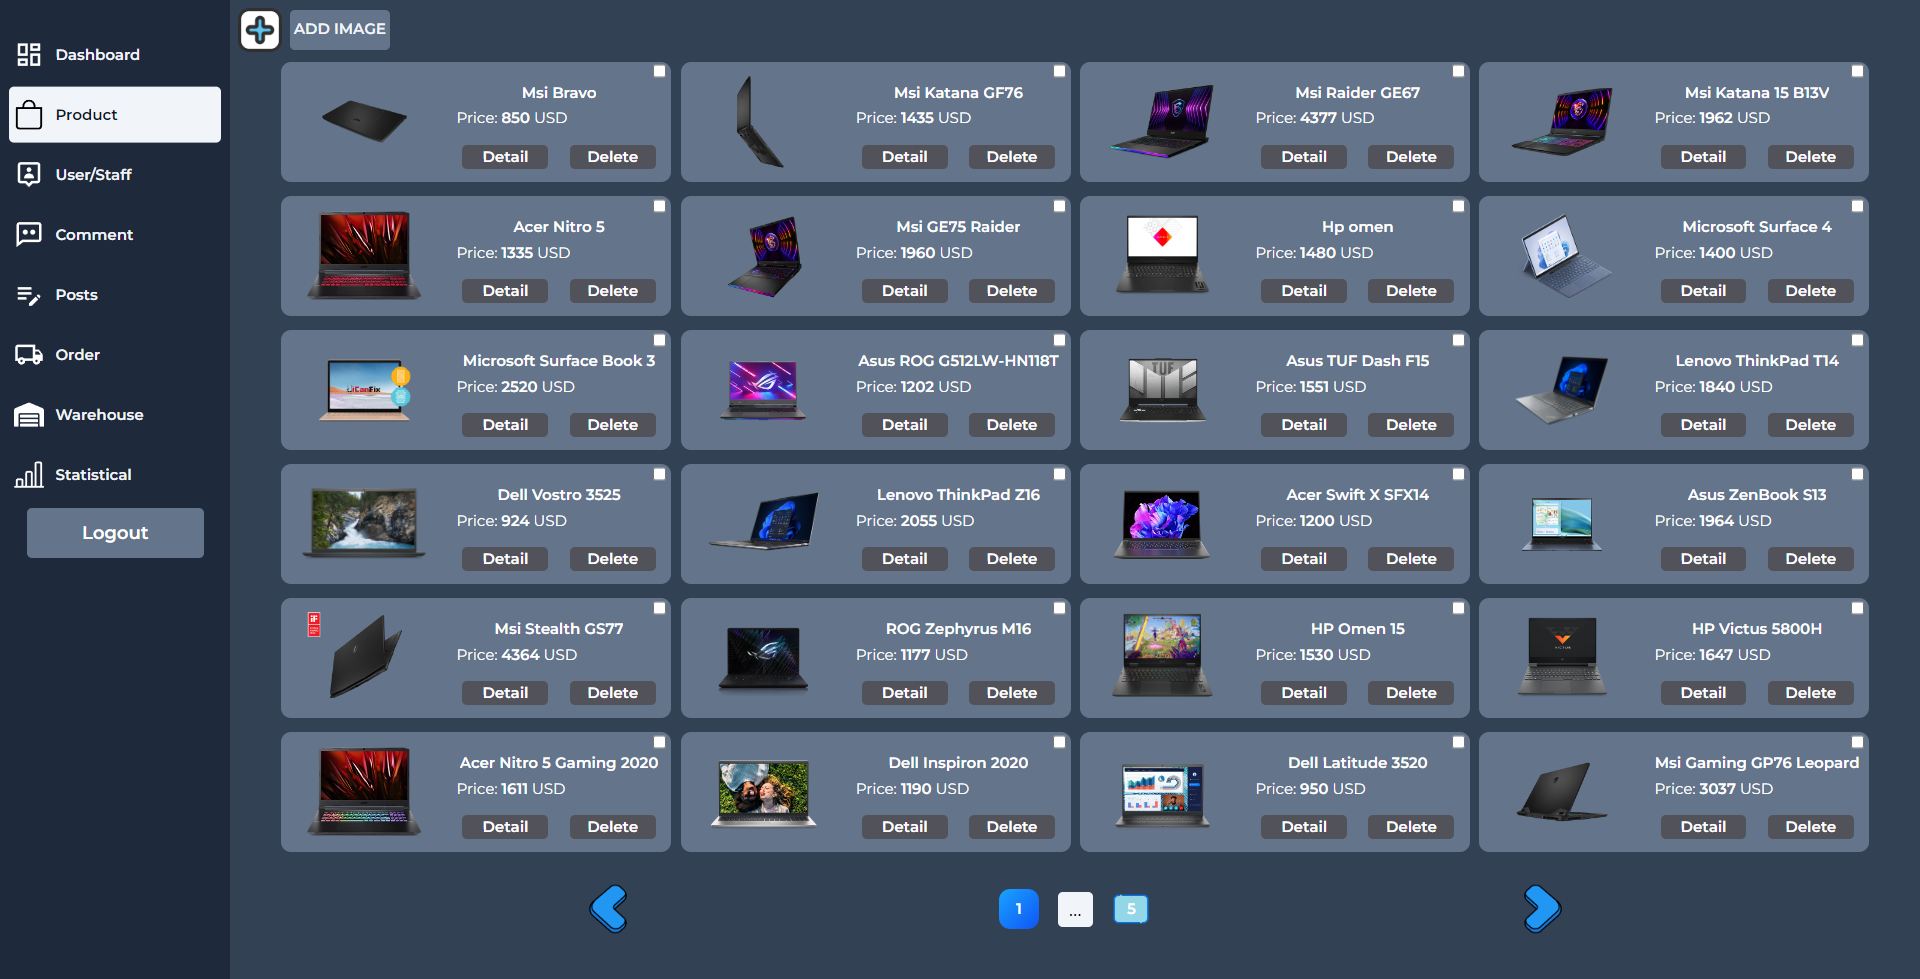 Dashboard
Product
User/Staff
Comment
Posts
Order
Warehouse
Statistical
Logout
ADD IMAGE
Msi Bravo
Price: 850 USD
Detail Delete
Msi Katana GF76
Price: 1435 USD
Detail Delete
Msi Raider GE67
Price: 4377 USD
Detail Delete
Msi Katana 15 B13V
Price: 1962 USD
Detail Delete
Acer Nitro 5
Price: 1335 USD
Detail Delete
Msi GE75 Raider
Price: 1960 USD
Detail Delete
Hp omen
Price: 1480 USD
Detail Delete
Microsoft Surface 4
Price: 1400 USD
Detail Delete
iCanFix
Microsoft Surface Book 3
Price: 2520 USD
Detail Delete
Asus ROG G512LW-HN118T
Price: 1202 USD
Detail Delete
TUF
Asus TUF Dash F15
Price: 1551 USD
Detail Delete
Lenovo ThinkPad T14
Price: 1840 USD
Detail Delete
Dell Vostro 3525
Price: 924 USD
Detail Delete
Lenovo ThinkPad Z16
Price: 2055 USD
Detail Delete
Acer Swift X SFX14
Price: 1200 USD
Detail Delete
Asus ZenBook S13
Price: 1964 USD
Detail Delete
Msi Stealth GS77
Price: 4364 USD
Detail Delete
ROG Zephyrus M16
Price: 1177 USD
Detail Delete
HP Omen 15
Price: 1530 USD
Detail Delete
VICTUS
HP Victus 5800H
Price: 1647 USD
Detail Delete
Acer Nitro 5 Gaming 2020
Price: 1611 USD
Detail Delete
Dell Inspiron 2020
Price: 1190 USD
Detail Delete
Dell Latitude 3520
Price: 950 USD
Detail Delete
Msi Gaming GP76 Leopard
Price: 3037 USD
Detail Delete
1 ... 5